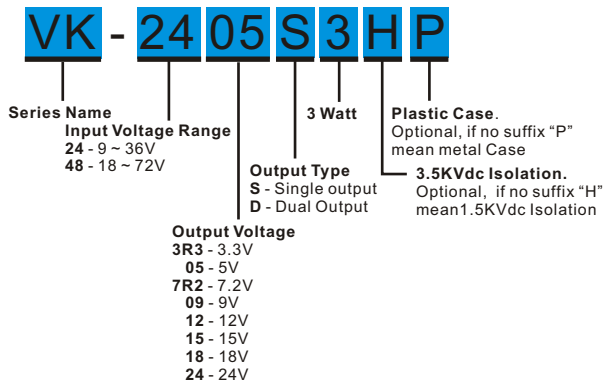 VK - 24 05 S 3 H P
Series Name
Input Voltage Range
24 - 9 ~ 36V
48 - 18 ~ 72V
3 Watt
Plastic Case.
Optional, if no suffix “P”
mean metal Case
Output Type
S - Single output
D - Dual Output
3.5KVdc Isolation.
Optional, if no suffix “H”
mean1.5KVdc Isolation
Output Voltage
3R3 - 3.3V
05 - 5V
7R2 - 7.2V
09 - 9V
12 - 12V
15 - 15V
18 - 18V
24 - 24V